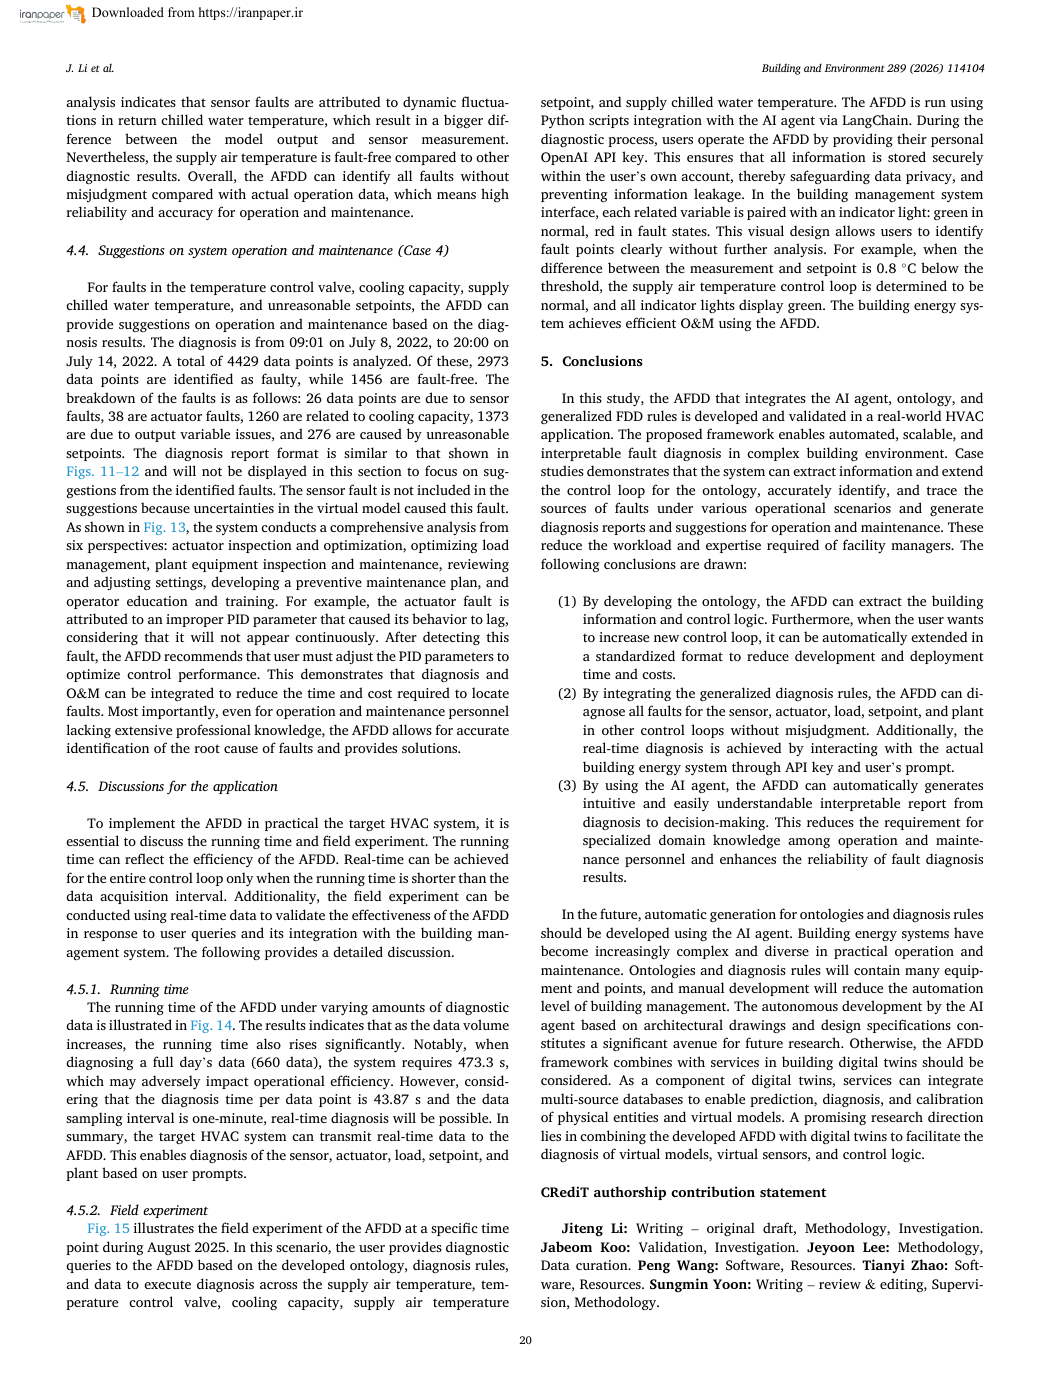 iranpaper
Downloaded from https://iranpaper.ir
J. Li et al.
Building and Environment 289 (2026) 114104
analysis indicates that sensor faults are attributed to dynamic fluctua-
tions in return chilled water temperature, which result in a bigger dif-
ference between the model output and sensor measurement.
Nevertheless, the supply air temperature is fault-free compared to other
diagnostic results. Overall, the AFDD can identify all faults without
misjudgment compared with actual operation data, which means high
reliability and accuracy for operation and maintenance.
4.4. Suggestions on system operation and maintenance (Case 4)
For faults in the temperature control valve, cooling capacity, supply
chilled water temperature, and unreasonable setpoints, the AFDD can
provide suggestions on operation and maintenance based on the diag-
nosis results. The diagnosis is from 09:01 on July 8, 2022, to 20:00 on
July 14, 2022. A total of 4429 data points is analyzed. Of these, 2973
data points are identified as faulty, while 1456 are fault-free. The
breakdown of the faults is as follows: 26 data points are due to sensor
faults, 38 are actuator faults, 1260 are related to cooling capacity, 1373
are due to output variable issues, and 276 are caused by unreasonable
setpoints. The diagnosis report format is similar to that shown in
Figs. 11–12 and will not be displayed in this section to focus on sug-
gestions from the identified faults. The sensor fault is not included in the
suggestions because uncertainties in the virtual model caused this fault.
As shown in Fig. 13, the system conducts a comprehensive analysis from
six perspectives: actuator inspection and optimization, optimizing load
management, plant equipment inspection and maintenance, reviewing
and adjusting settings, developing a preventive maintenance plan, and
operator education and training. For example, the actuator fault is
attributed to an improper PID parameter that caused its behavior to lag,
considering that it will not appear continuously. After detecting this
fault, the AFDD recommends that user must adjust the PID parameters to
optimize control performance. This demonstrates that diagnosis and
O&M can be integrated to reduce the time and cost required to locate
faults. Most importantly, even for operation and maintenance personnel
lacking extensive professional knowledge, the AFDD allows for accurate
identification of the root cause of faults and provides solutions.
4.5. Discussions for the application
To implement the AFDD in practical the target HVAC system, it is
essential to discuss the running time and field experiment. The running
time can reflect the efficiency of the AFDD. Real-time can be achieved
for the entire control loop only when the running time is shorter than the
data acquisition interval. Additionality, the field experiment can be
conducted using real-time data to validate the effectiveness of the AFDD
in response to user queries and its integration with the building man-
agement system. The following provides a detailed discussion.
4.5.1. Running time
The running time of the AFDD under varying amounts of diagnostic
data is illustrated in Fig. 14. The results indicates that as the data volume
increases, the running time also rises significantly. Notably, when
diagnosing a full day's data (660 data), the system requires 473.3 s,
which may adversely impact operational efficiency. However, consid-
ering that the diagnosis time per data point is 43.87 s and the data
sampling interval is one-minute, real-time diagnosis will be possible. In
summary, the target HVAC system can transmit real-time data to the
AFDD. This enables diagnosis of the sensor, actuator, load, setpoint, and
plant based on user prompts.
4.5.2. Field experiment
Fig. 15 illustrates the field experiment of the AFDD at a specific time
point during August 2025. In this scenario, the user provides diagnostic
queries to the AFDD based on the developed ontology, diagnosis rules,
and data to execute diagnosis across the supply air temperature, tem-
perature control valve, cooling capacity, supply air temperature
setpoint, and supply chilled water temperature. The AFDD is run using
Python scripts integration with the AI agent via LangChain. During the
diagnostic process, users operate the AFDD by providing their personal
OpenAI API key. This ensures that all information is stored securely
within the user's own account, thereby safeguarding data privacy, and
preventing information leakage. In the building management system
interface, each related variable is paired with an indicator light: green in
normal, red in fault states. This visual design allows users to identify
fault points clearly without further analysis. For example, when the
difference between the measurement and setpoint is 0.8 °C below the
threshold, the supply air temperature control loop is determined to be
normal, and all indicator lights display green. The building energy sys-
tem achieves efficient O&M using the AFDD.
5. Conclusions
In this study, the AFDD that integrates the AI agent, ontology, and
generalized FDD rules is developed and validated in a real-world HVAC
application. The proposed framework enables automated, scalable, and
interpretable fault diagnosis in complex building environment. Case
studies demonstrates that the system can extract information and extend
the control loop for the ontology, accurately identify, and trace the
sources of faults under various operational scenarios and generate
diagnosis reports and suggestions for operation and maintenance. These
reduce the workload and expertise required of facility managers. The
following conclusions are drawn:
(1) By developing the ontology, the AFDD can extract the building
information and control logic. Furthermore, when the user wants
to increase new control loop, it can be automatically extended in
a standardized format to reduce development and deployment
time and costs.
(2) By integrating the generalized diagnosis rules, the AFDD can di-
agnose all faults for the sensor, actuator, load, setpoint, and plant
in other control loops without misjudgment. Additionally, the
real-time diagnosis is achieved by interacting with the actual
building energy system through API key and user's prompt.
(3) By using the AI agent, the AFDD can automatically generates
intuitive and easily understandable interpretable report from
diagnosis to decision-making. This reduces the requirement for
specialized domain knowledge among operation and mainte-
nance personnel and enhances the reliability of fault diagnosis
results.
In the future, automatic generation for ontologies and diagnosis rules
should be developed using the AI agent. Building energy systems have
become increasingly complex and diverse in practical operation and
maintenance. Ontologies and diagnosis rules will contain many equip-
ment and points, and manual development will reduce the automation
level of building management. The autonomous development by the AI
agent based on architectural drawings and design specifications con-
stitutes a significant avenue for future research. Otherwise, the AFDD
framework combines with services in building digital twins should be
considered. As a component of digital twins, services can integrate
multi-source databases to enable prediction, diagnosis, and calibration
of physical entities and virtual models. A promising research direction
lies in combining the developed AFDD with digital twins to facilitate the
diagnosis of virtual models, virtual sensors, and control logic.
CRediT authorship contribution statement
Jiteng Li: Writing – original draft, Methodology, Investigation.
Jabeom Koo: Validation, Investigation. Jeyoon Lee: Methodology,
Data curation. Peng Wang: Software, Resources. Tianyi Zhao: Soft-
ware, Resources. Sungmin Yoon: Writing – review & editing, Supervi-
sion, Methodology.
20